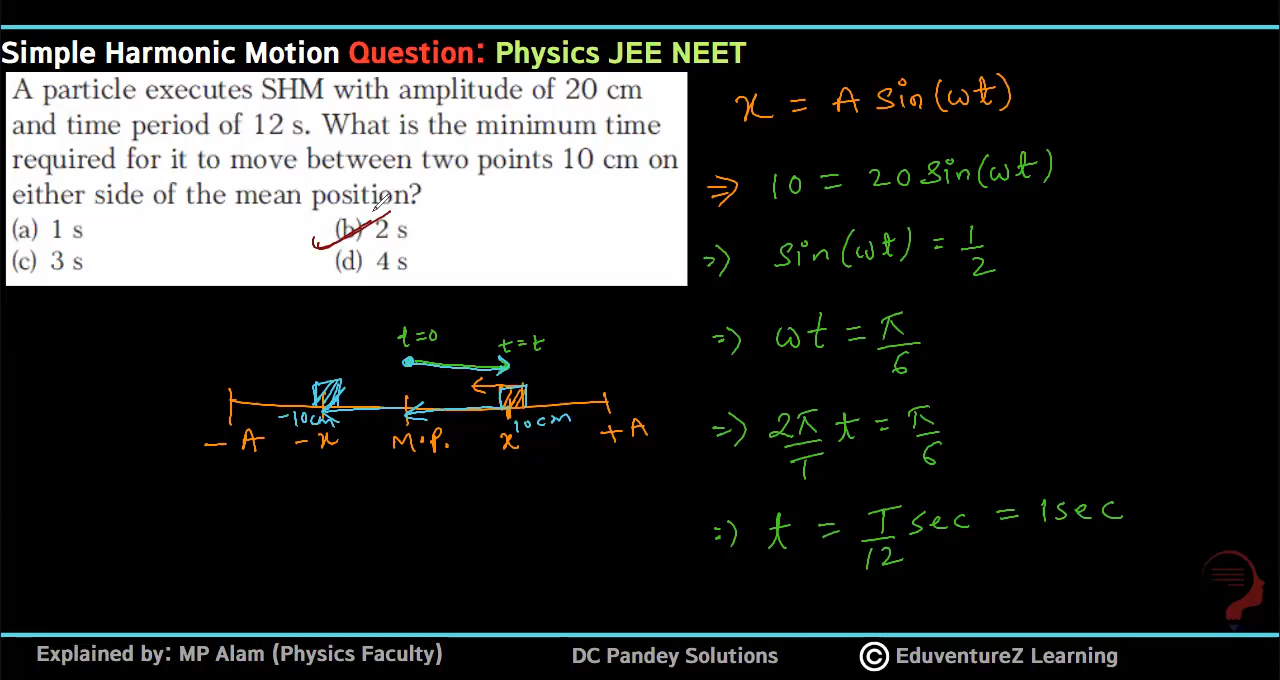 Simple Harmonic Motion Question: Physics JEE NEET
A particle executes SHM with amplitude of 20 cm
and time period of 12 s. What is the minimum time
required for it to move between two points 10 cm on
either side of the mean position?
(a) 1 s (b) 2 s
(c) 3 s (d) 4 s
t=0 t=t
-10cm 10cm
-A -x M.P. x +A
x = A sin(ωt)
⇒ 10 = 20 sin(ωt)
⇒ sin(ωt) = 1/2
⇒ ωt = π/6
⇒ 2π/T t = π/6
⇒ t = T/12 sec = 1sec
Explained by: MP Alam (Physics Faculty) DC Pandey Solutions © EduventureZ Learning